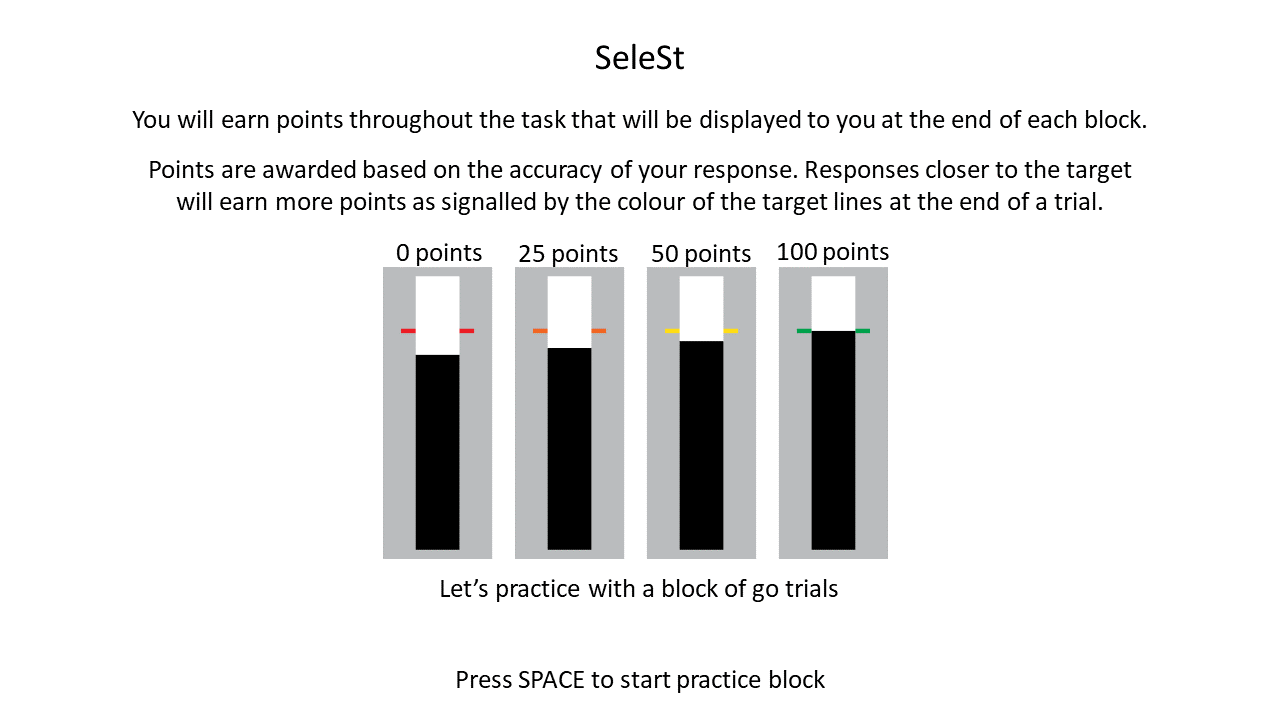 SeleSt
You will earn points throughout the task that will be displayed to you at the end of each block.
Points are awarded based on the accuracy of your response. Responses closer to the target
will earn more points as signalled by the colour of the target lines at the end of a trial.
0 points 25 points 50 points 100 points
Let’s practice with a block of go trials
Press SPACE to start practice block